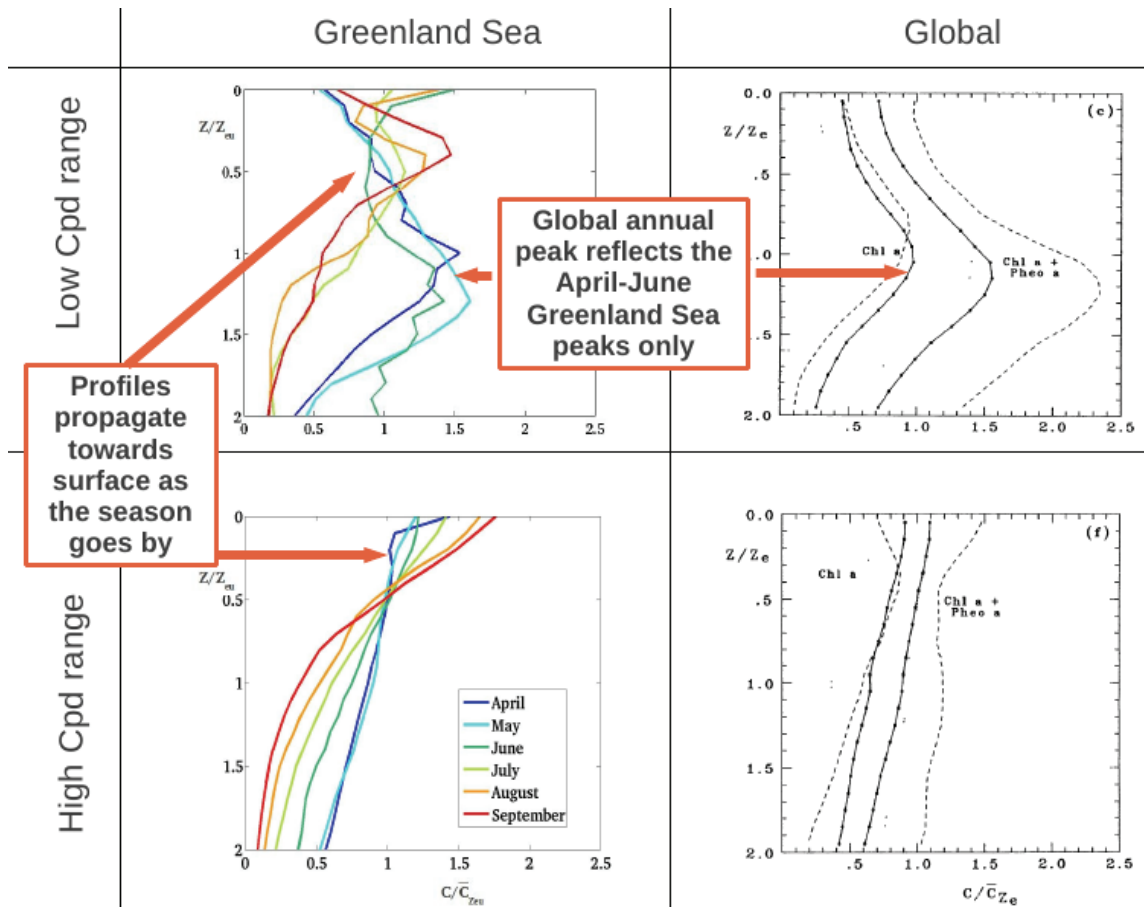 Greenland Sea
Global
Low Cpd range
0
Z/Z_eu
0.5
1
1.5
2
0 0.5 1 1.5 2 2.5
0.0
(e)
Z/Z_e
.5
Chl a
.0
Chl a +
Pheo a
1.5
2.0
.5 1.0 1.5 2.0 2.5
Global annual
peak reflects the
April-June
Greenland Sea
peaks only
Profiles
propagate
towards
surface as
the season
goes by
High Cpd range
0
Z/Z_eu
0.5
1
1.5
2
0 0.5 1 1.5 2 2.5
C/C̅_Zeu
April
May
June
July
August
September
0.0
(f)
Z/Z_e
Chl a
.5
Chl a +
Pheo a
1.0
1.5
2.0
.5 1.0 1.5 2.0 2.5
C/C̅_Ze